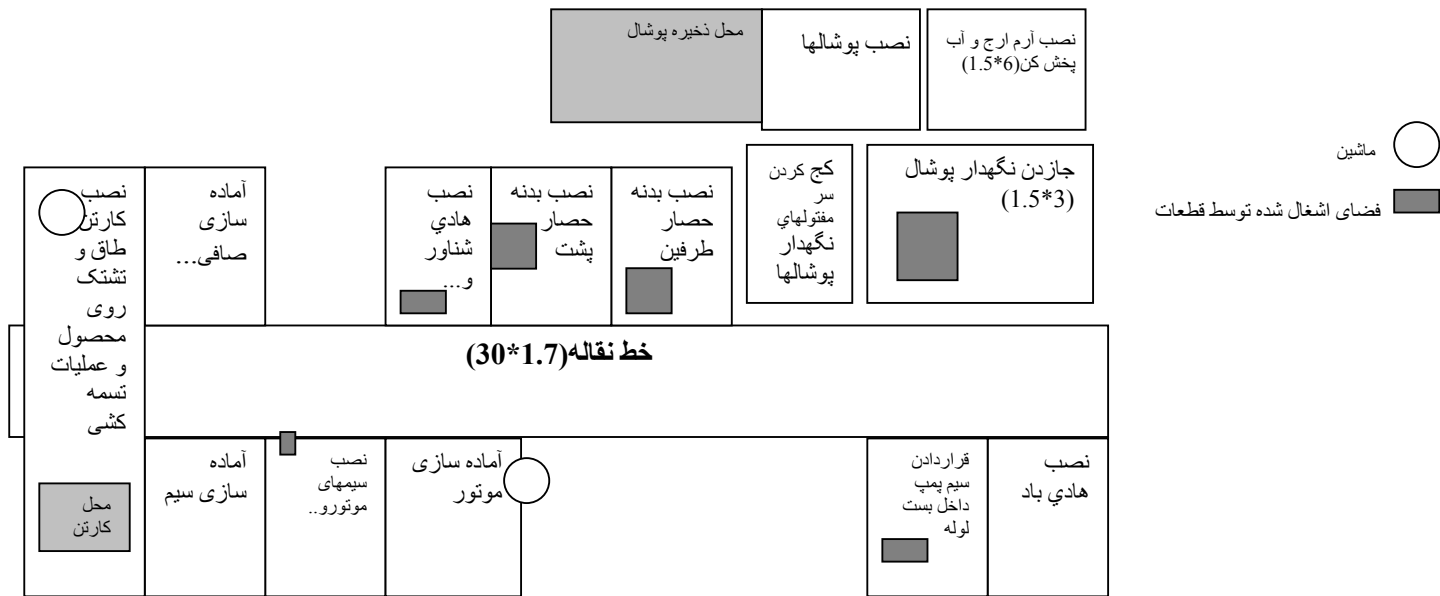 محل ذخیره پوشال
نصب پوشالها
نصب آرم ارج و آب
پخش کن(6*1.5)
ماشین
فضای اشغال شده توسط قطعات
جازدن نگهدار پوشال
(3*1.5)
کج کردن
سر
مفتولهاي
نگهدار
پوشالها
نصب بدنه
حصار
طرفین
نصب بدنه
حصار
پشت
نصب
هادي
شناور
و...
آماده
سازی
صافی...
نصب
کارتن
طاق و
تشتک
روی
محصول
و عملیات
تسمه
کشی
خط نقاله(1.7*30)
نصب
هادي باد
قراردادن
سیم پمپ
داخل بست
لوله
آماده سازی
موتور
نصب
سیمهای
موتورو..
آماده
سازی سیم
محل
کارتن